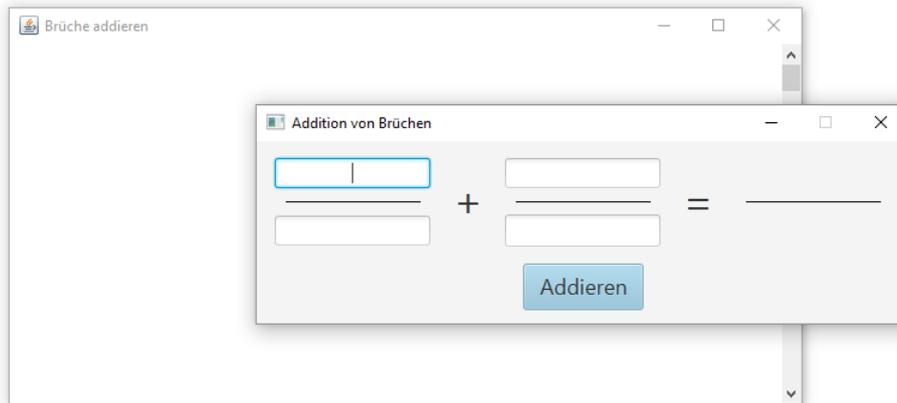 Brüche addieren
Addition von Brüchen
+ =
Addieren